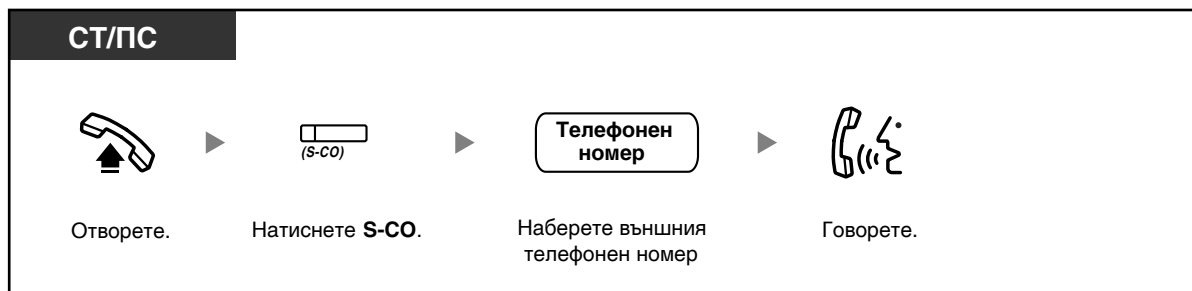 СТ/ПС
(S-CO)
Телефонен
номер
Отворете.
Натиснете S-CO.
Наберете външния
телефонен номер
Говорете.